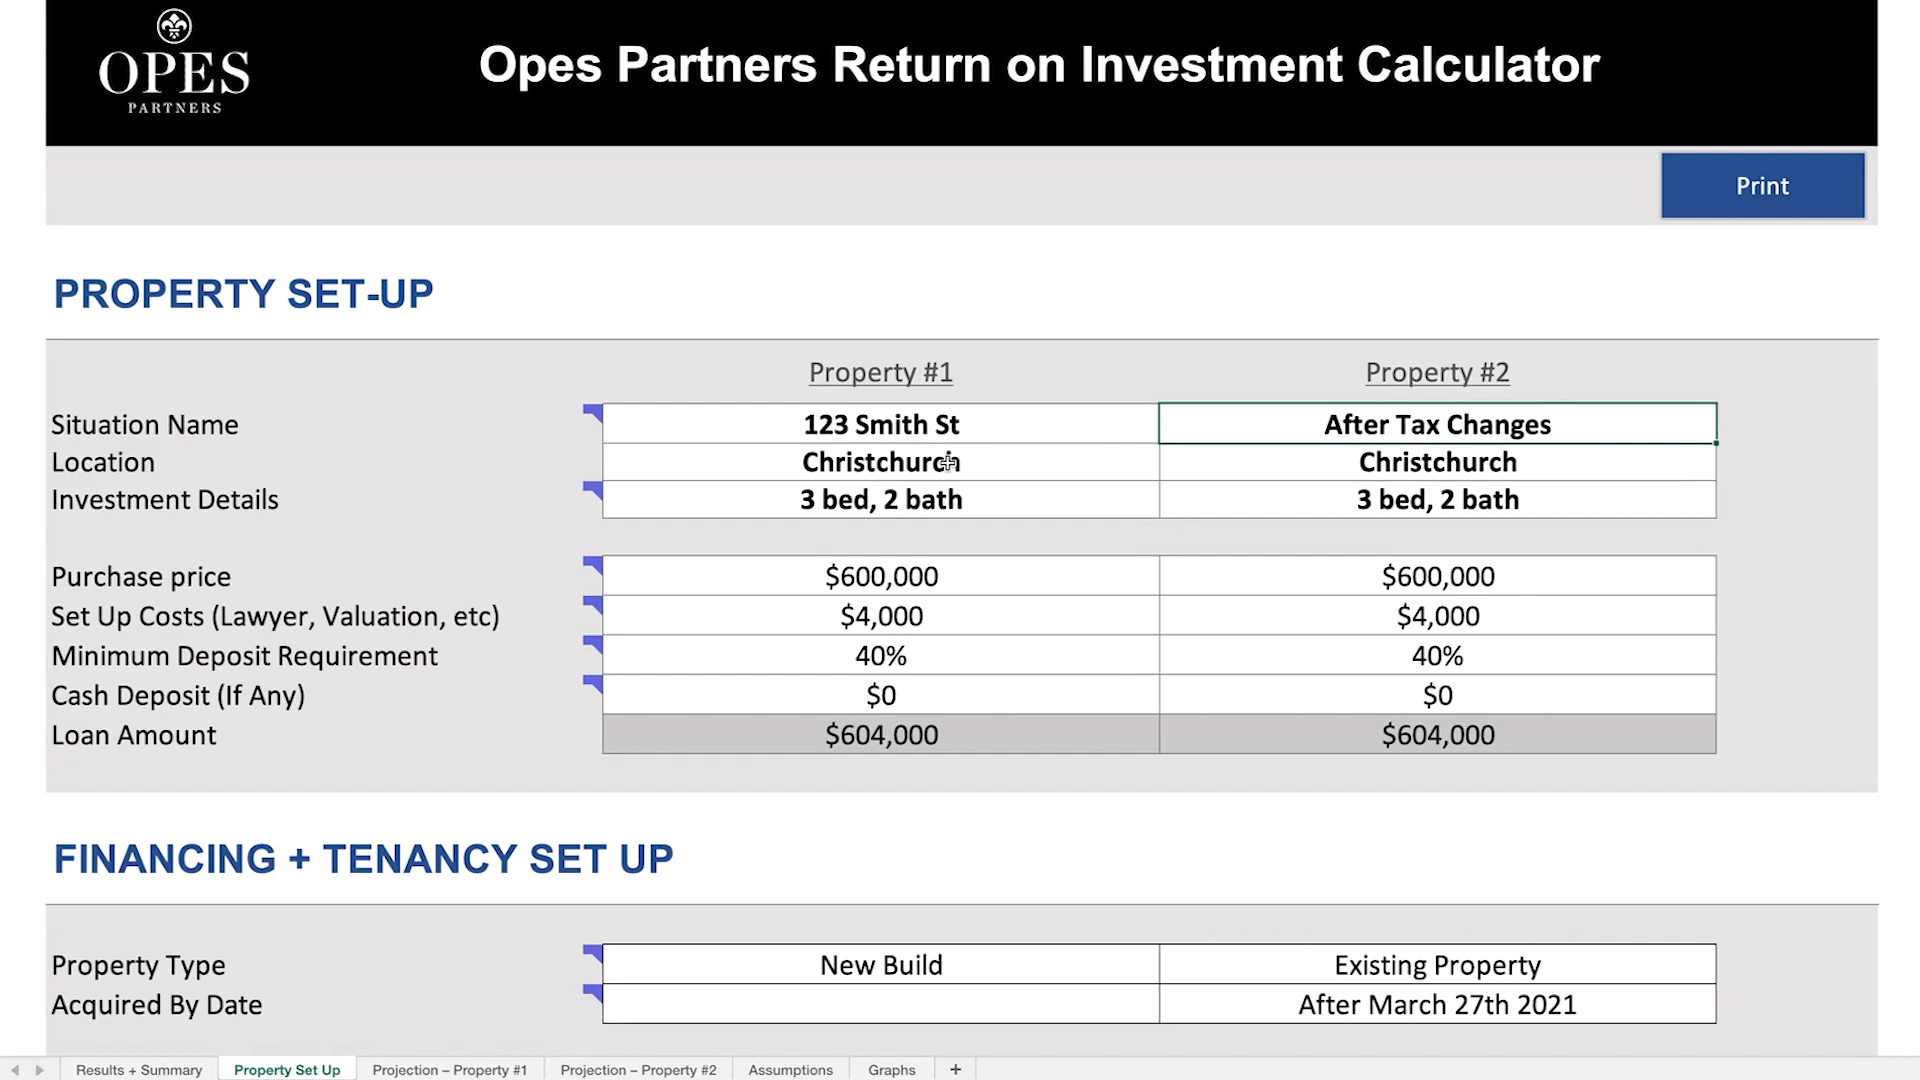 OPES
PARTNERS
Opes Partners Return on Investment Calculator
Print
PROPERTY SET-UP
Property #1 Property #2
Situation Name 123 Smith St After Tax Changes
Location Christchurch Christchurch
Investment Details 3 bed, 2 bath 3 bed, 2 bath
Purchase price $600,000 $600,000
Set Up Costs (Lawyer, Valuation, etc) $4,000 $4,000
Minimum Deposit Requirement 40% 40%
Cash Deposit (If Any) $0 $0
Loan Amount $604,000 $604,000
FINANCING + TENANCY SET UP
Property Type New Build Existing Property
Acquired By Date After March 27th 2021
Results + Summary Property Set Up Projection – Property #1 Projection – Property #2 Assumptions Graphs +